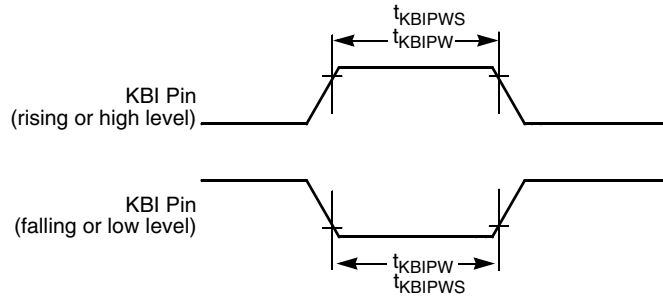 tKBIPWS
tKBIPW
KBI Pin
(rising or high level)
KBI Pin
(falling or low level)
tKBIPW
tKBIPWS